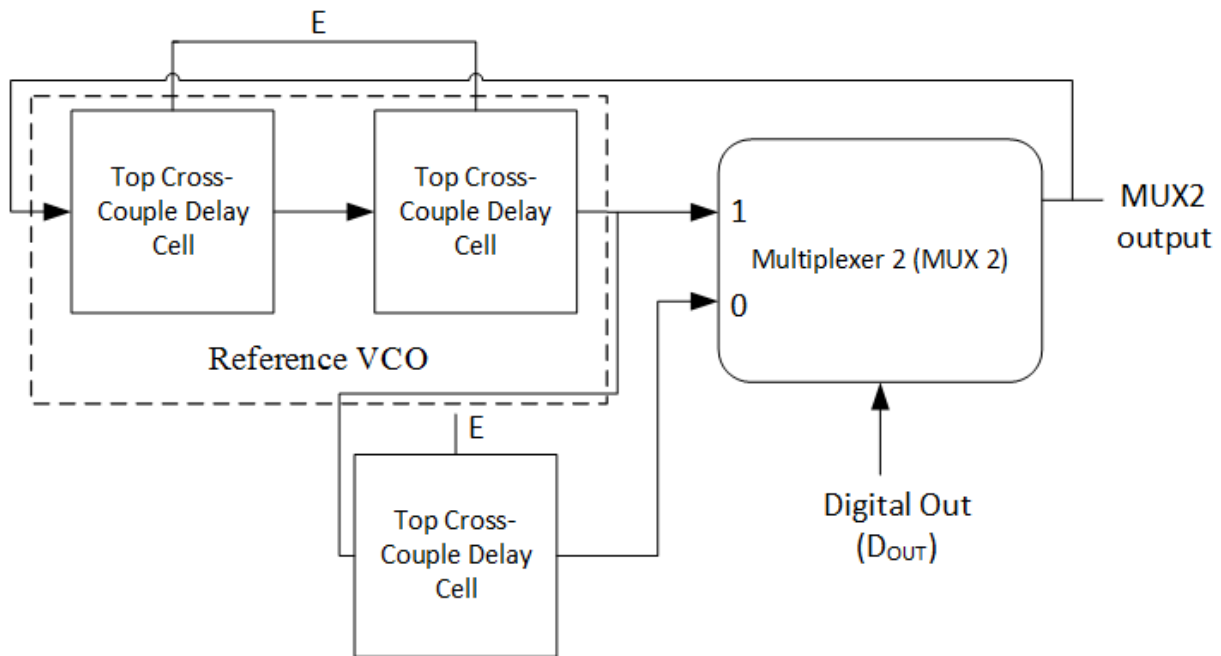 E
Top Cross-
Couple Delay
Cell
Top Cross-
Couple Delay
Cell
Reference VCO
1
0
Multiplexer 2 (MUX 2)
MUX2
output
E
Top Cross-
Couple Delay
Cell
Digital Out
(DOUT)